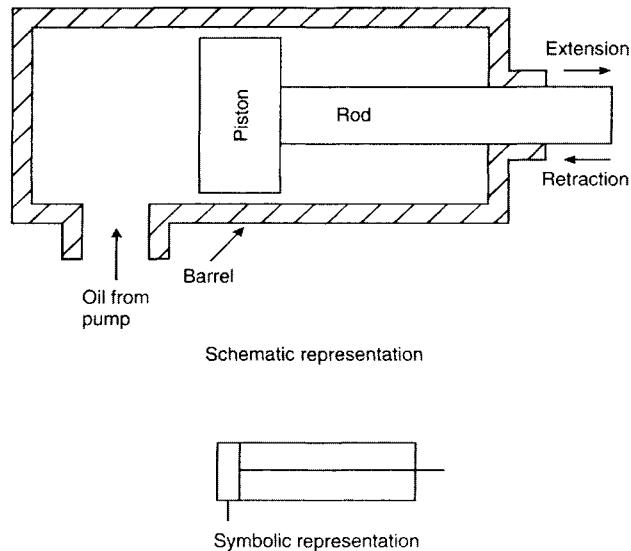 Extension
Piston
Rod
Retraction
Barrel
Oil from
pump
Schematic representation
Symbolic representation